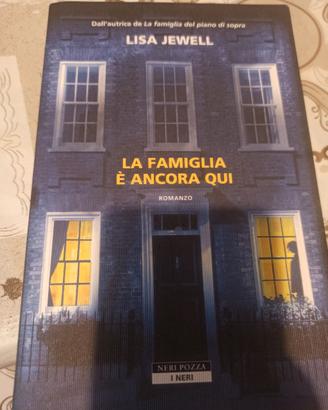 Dall'autrice de La famiglia del piano di sopra
LISA JEWELL
LA FAMIGLIA
È ANCORA QUI
ROMANZO
NERI POZZA
I NERI